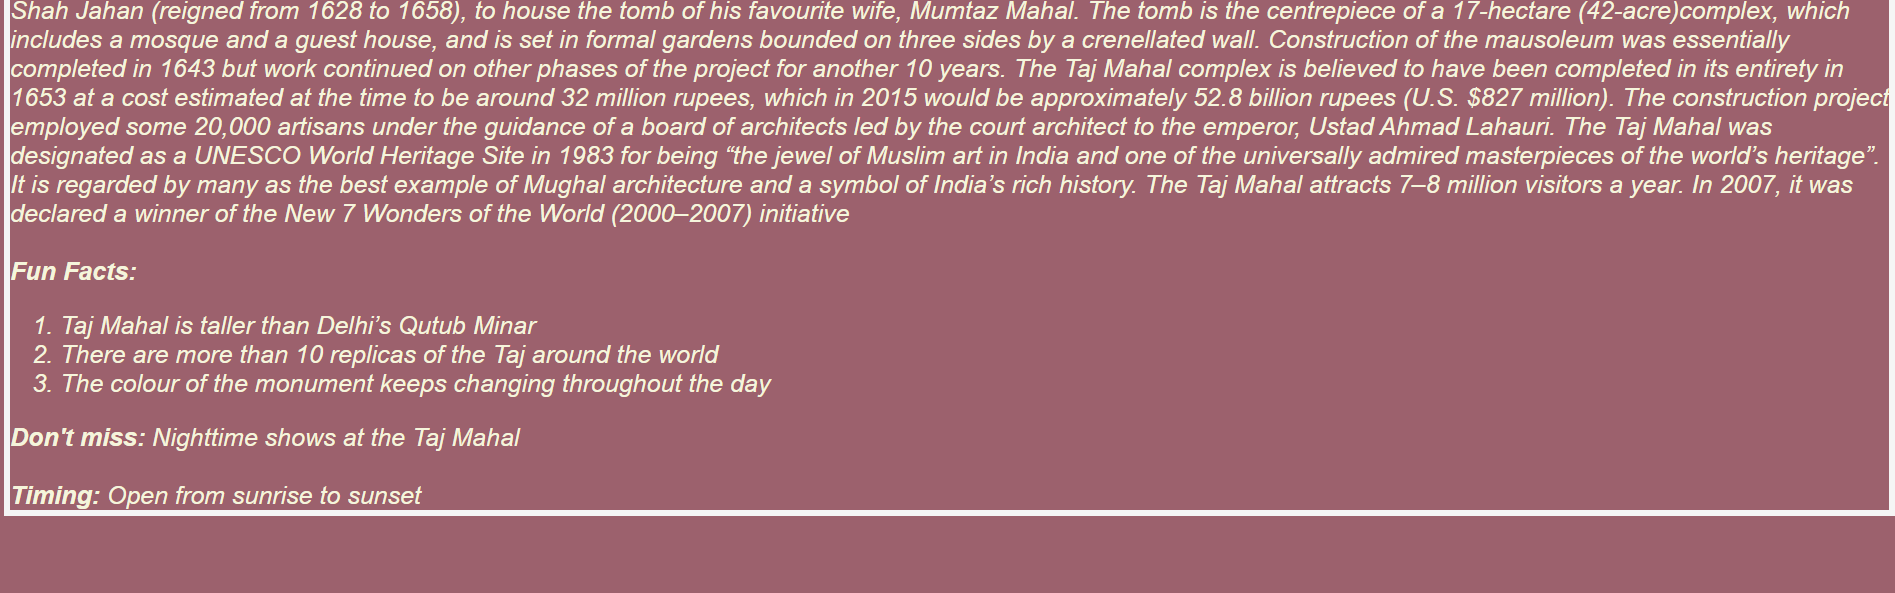 Shah Jahan (reigned from 1628 to 1658), to house the tomb of his favourite wife, Mumtaz Mahal. The tomb is the centrepiece of a 17-hectare (42-acre)complex, which
includes a mosque and a guest house, and is set in formal gardens bounded on three sides by a crenellated wall. Construction of the mausoleum was essentially
completed in 1643 but work continued on other phases of the project for another 10 years. The Taj Mahal complex is believed to have been completed in its entirety in
1653 at a cost estimated at the time to be around 32 million rupees, which in 2015 would be approximately 52.8 billion rupees (U.S. $827 million). The construction project
employed some 20,000 artisans under the guidance of a board of architects led by the court architect to the emperor, Ustad Ahmad Lahauri. The Taj Mahal was
designated as a UNESCO World Heritage Site in 1983 for being “the jewel of Muslim art in India and one of the universally admired masterpieces of the world’s heritage”.
It is regarded by many as the best example of Mughal architecture and a symbol of India’s rich history. The Taj Mahal attracts 7–8 million visitors a year. In 2007, it was
declared a winner of the New 7 Wonders of the World (2000–2007) initiative
Fun Facts:
1. Taj Mahal is taller than Delhi’s Qutub Minar
2. There are more than 10 replicas of the Taj around the world
3. The colour of the monument keeps changing throughout the day
Don't miss: Nighttime shows at the Taj Mahal
Timing: Open from sunrise to sunset